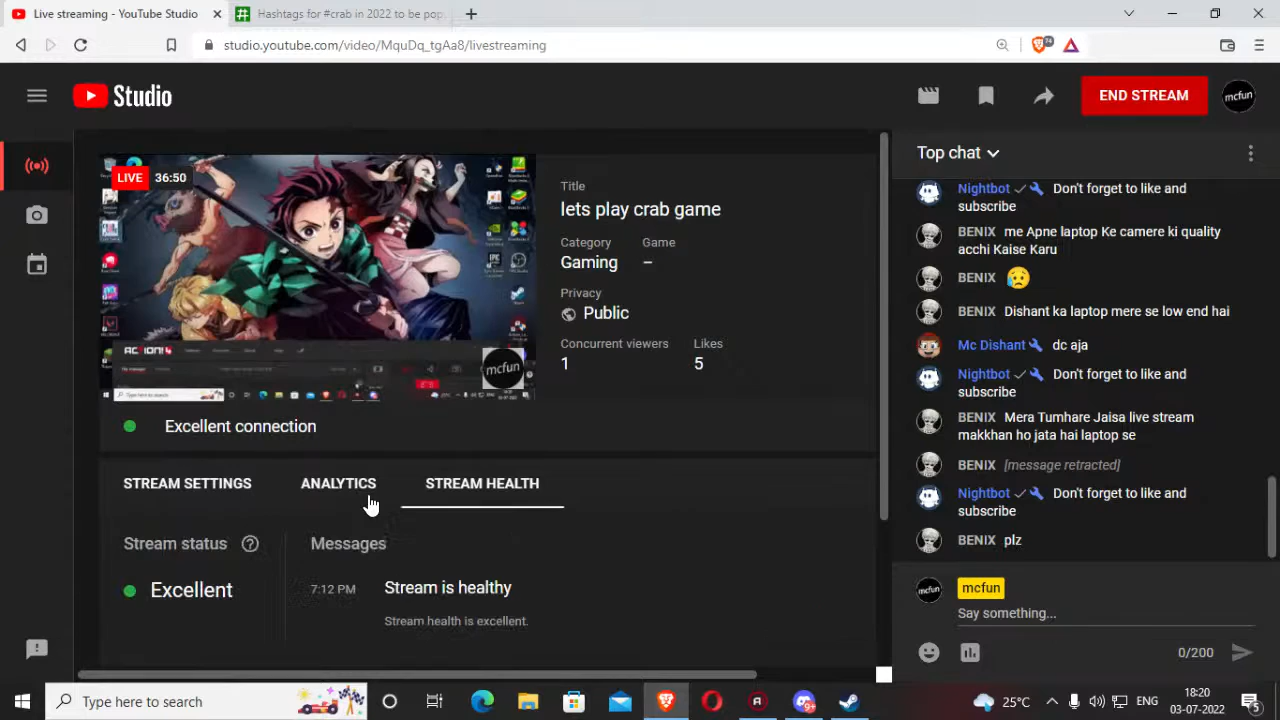 Live streaming - YouTube Studio
Hashtags for #crab in 2022 to be pop
studio.youtube.com/video/MquDq_tgAa8/livestreaming
74
Studio
END STREAM
mcfun
LIVE 36:50
mcfun
Title
lets play crab game
Category Game
Gaming –
Privacy
Public
Concurrent viewers Likes
1 5
Excellent connection
STREAM SETTINGS ANALYTICS STREAM HEALTH
Stream status Messages
Excellent 7:12 PM Stream is healthy
Stream health is excellent.
Top chat
Nightbot Don't forget to like and
subscribe
BENIX me Apne laptop Ke camere ki quality
acchi Kaise Karu
BENIX 😥
BENIX Dishant ka laptop mere se low end hai
Mc Dishant dc aja
Nightbot Don't forget to like and
subscribe
BENIX Mera Tumhare Jaisa live stream
makkhan ho jata hai laptop se
BENIX [message retracted]
Nightbot Don't forget to like and
subscribe
BENIX plz
mcfun
mcfun
Say something...
0/200
Type here to search
9+
25°C
ENG
18:20
03-07-2022
5